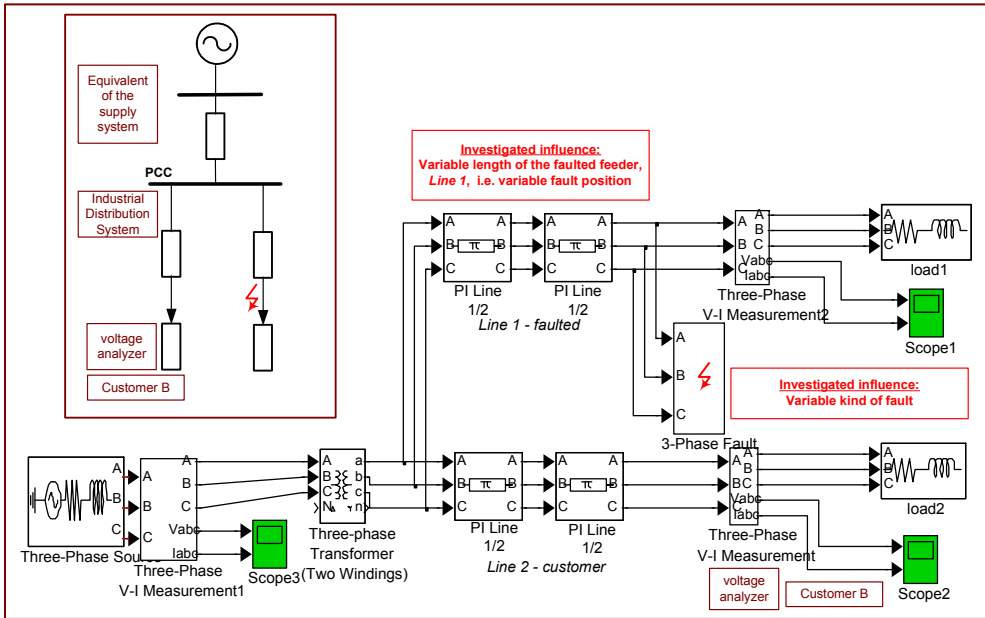 Equivalent
of the
supply
system
PCC
Industrial
Distribution
System
voltage
analyzer
Customer B
Investigated influence:
Variable length of the faulted feeder,
Line 1, i.e. variable fault position
A
B
C
A
B
C
π
PI Line
1/2
A
B
C
A
B
C
π
PI Line
1/2
Line 1 - faulted
A
B
C
A
B
C
Vabc
Iabc
Three-Phase
V-I Measurement2
A
B
C
load1
Scope1
A
B
C
3-Phase Fault
Investigated influence:
Variable kind of fault
A
B
C
Three-Phase Source
A
B
C
A
B
C
Vabc
Iabc
Three-Phase
V-I Measurement1
Scope3
A
B
C
N
a
b
c
n
Three-phase
Transformer
(Two Windings)
A
B
C
A
B
C
π
PI Line
1/2
A
B
C
A
B
C
π
PI Line
1/2
Line 2 - customer
A
B
C
A
B
C
Vabc
Iabc
Three-Phase
V-I Measurement
A
B
C
load2
Scope2
voltage
analyzer
Customer B